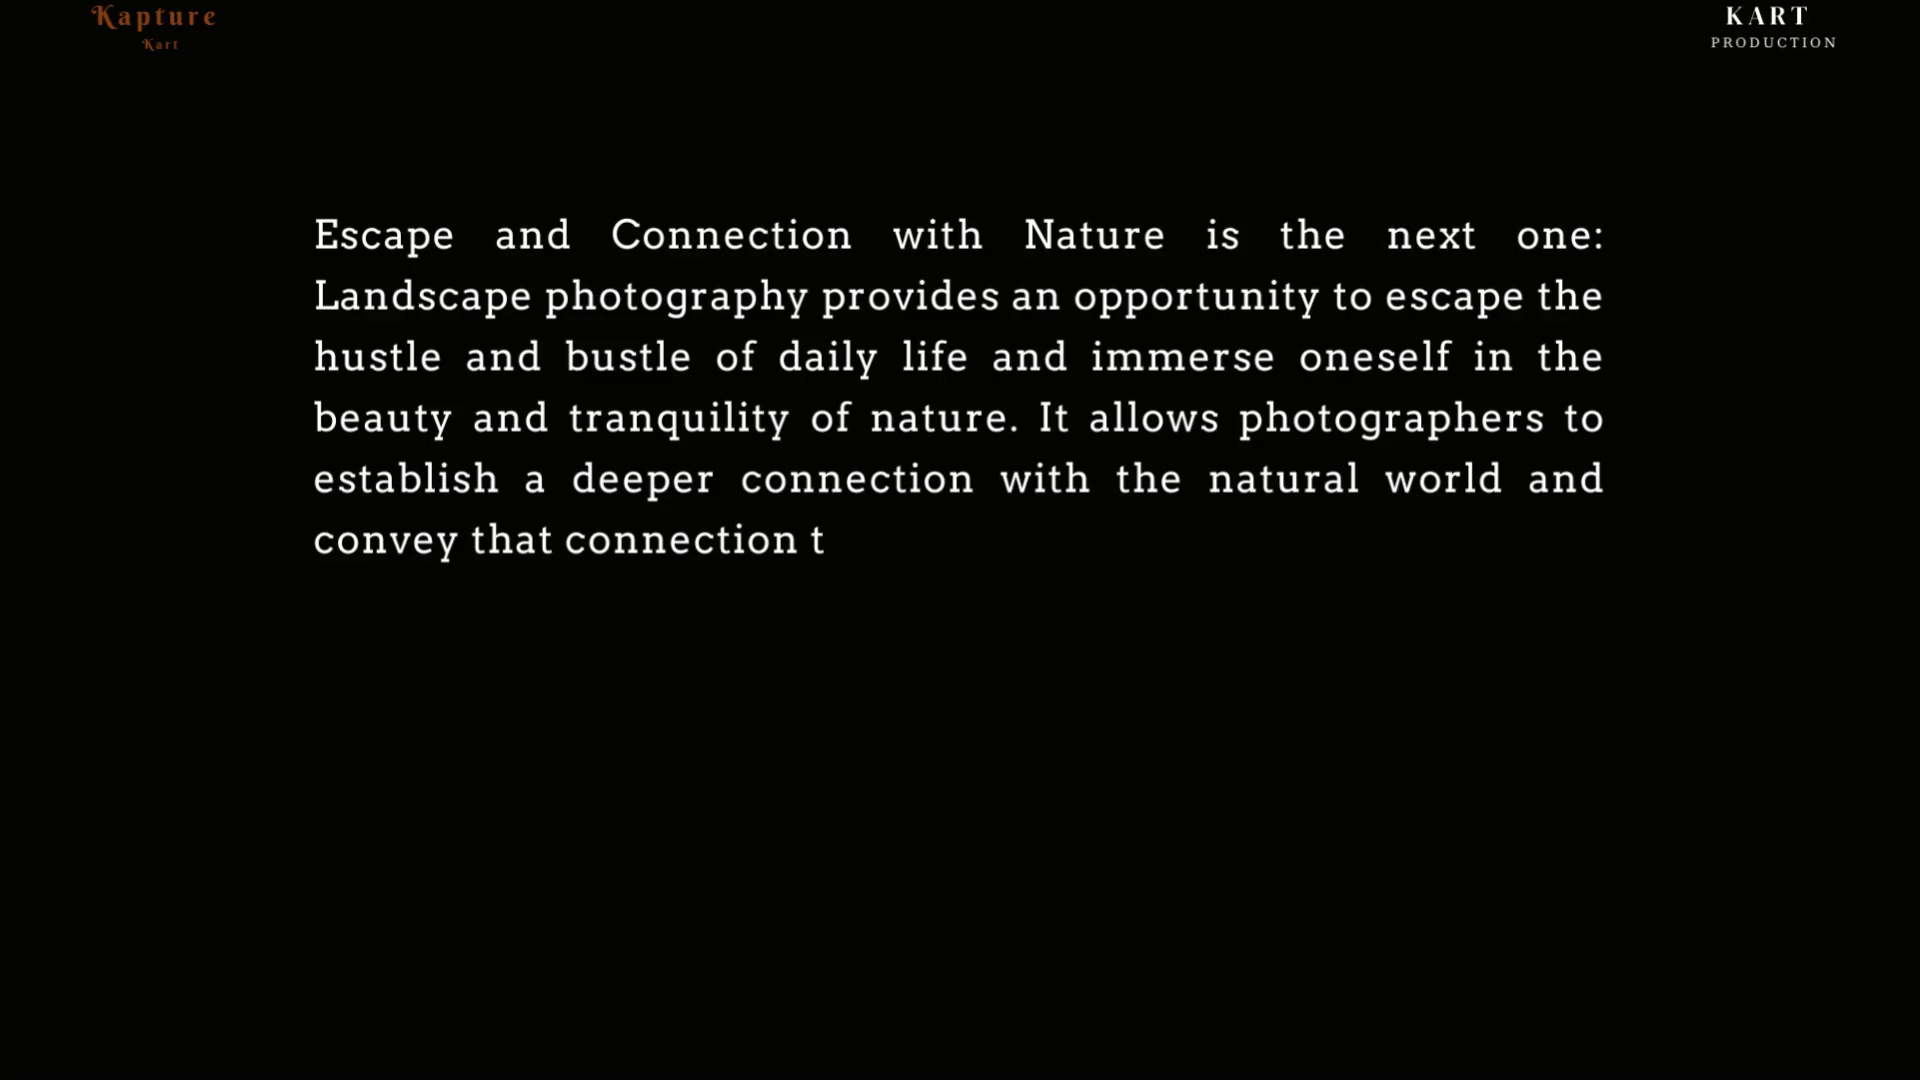 Kapture
Kart
KART
PRODUCTION
Escape and Connection with Nature is the next one:
Landscape photography provides an opportunity to escape the
hustle and bustle of daily life and immerse oneself in the
beauty and tranquility of nature. It allows photographers to
establish a deeper connection with the natural world and
convey that connection t